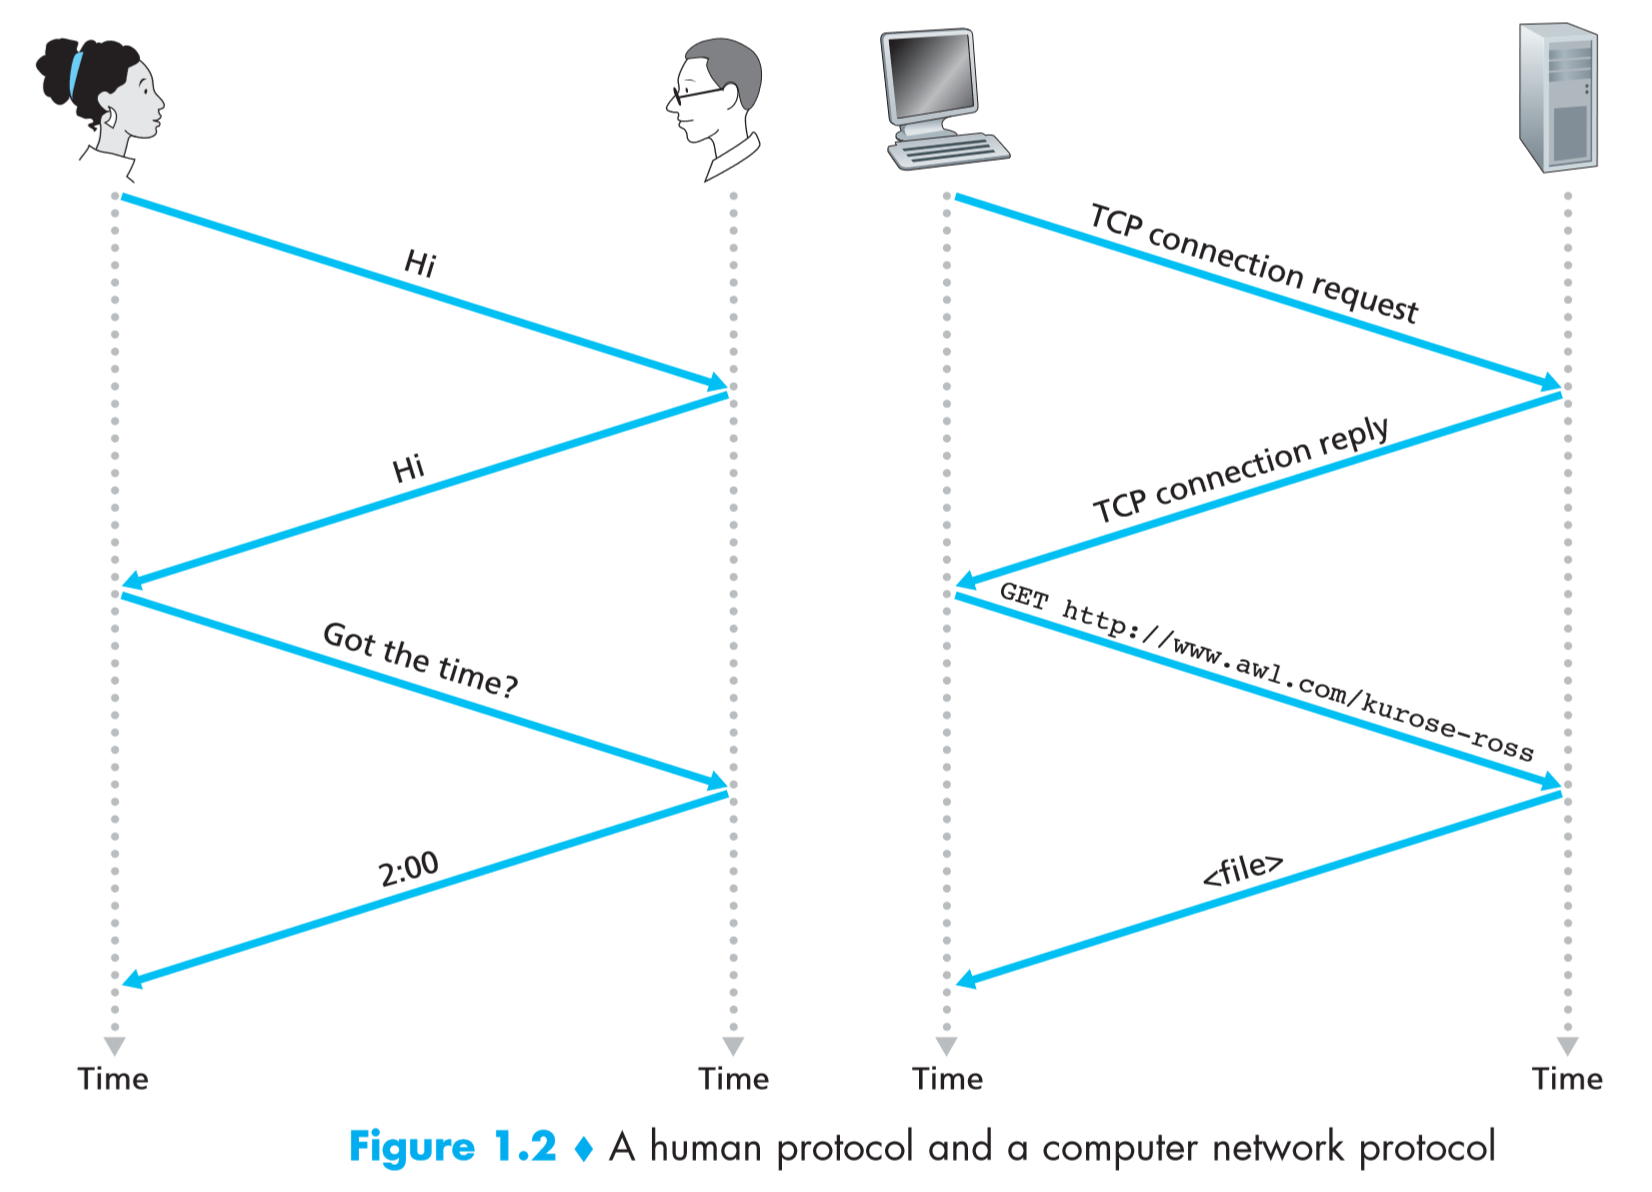 Hi
Hi
Got the time?
2:00
Time
Time
TCP connection request
TCP connection reply
GET http://www.awl.com/kurose-ross
<file>
Time
Time
Figure 1.2 ♦ A human protocol and a computer network protocol